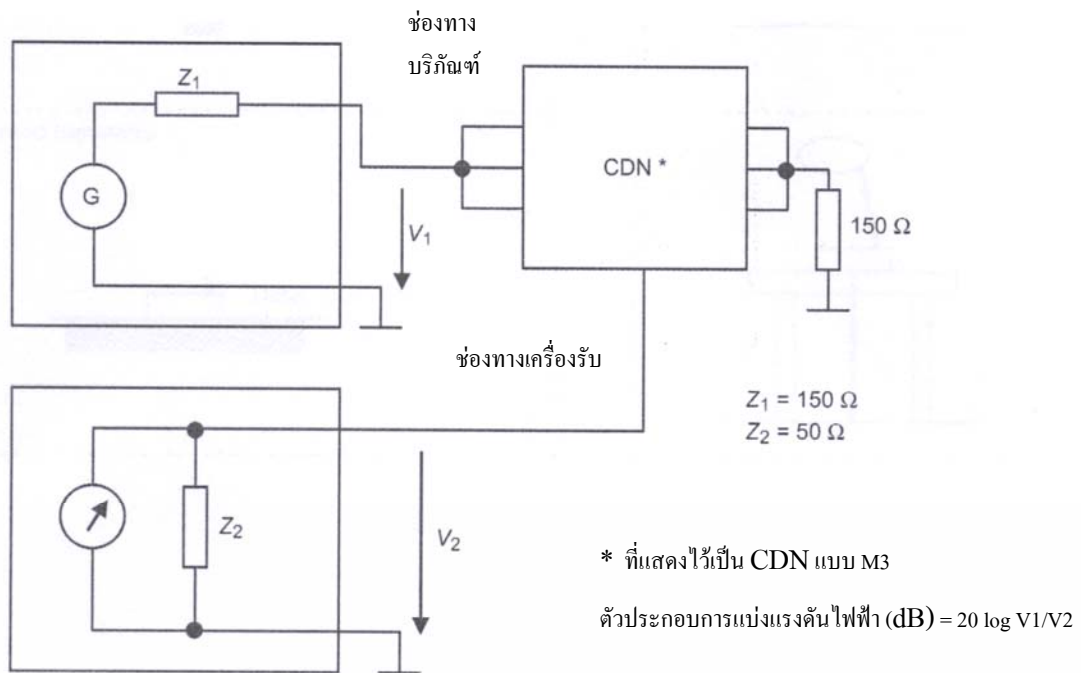 ช่องทาง
บริภัณฑ์
Z1
G
V1
CDN *
150 Ω
ช่องทางเครื่องรับ
Z1 = 150 Ω
Z2 = 50 Ω
Z2
V2
* ที่แสดงไว้เป็น CDN แบบ M3
ตัวประกอบการแบ่งแรงดันไฟฟ้า (dB) = 20 log V1/V2